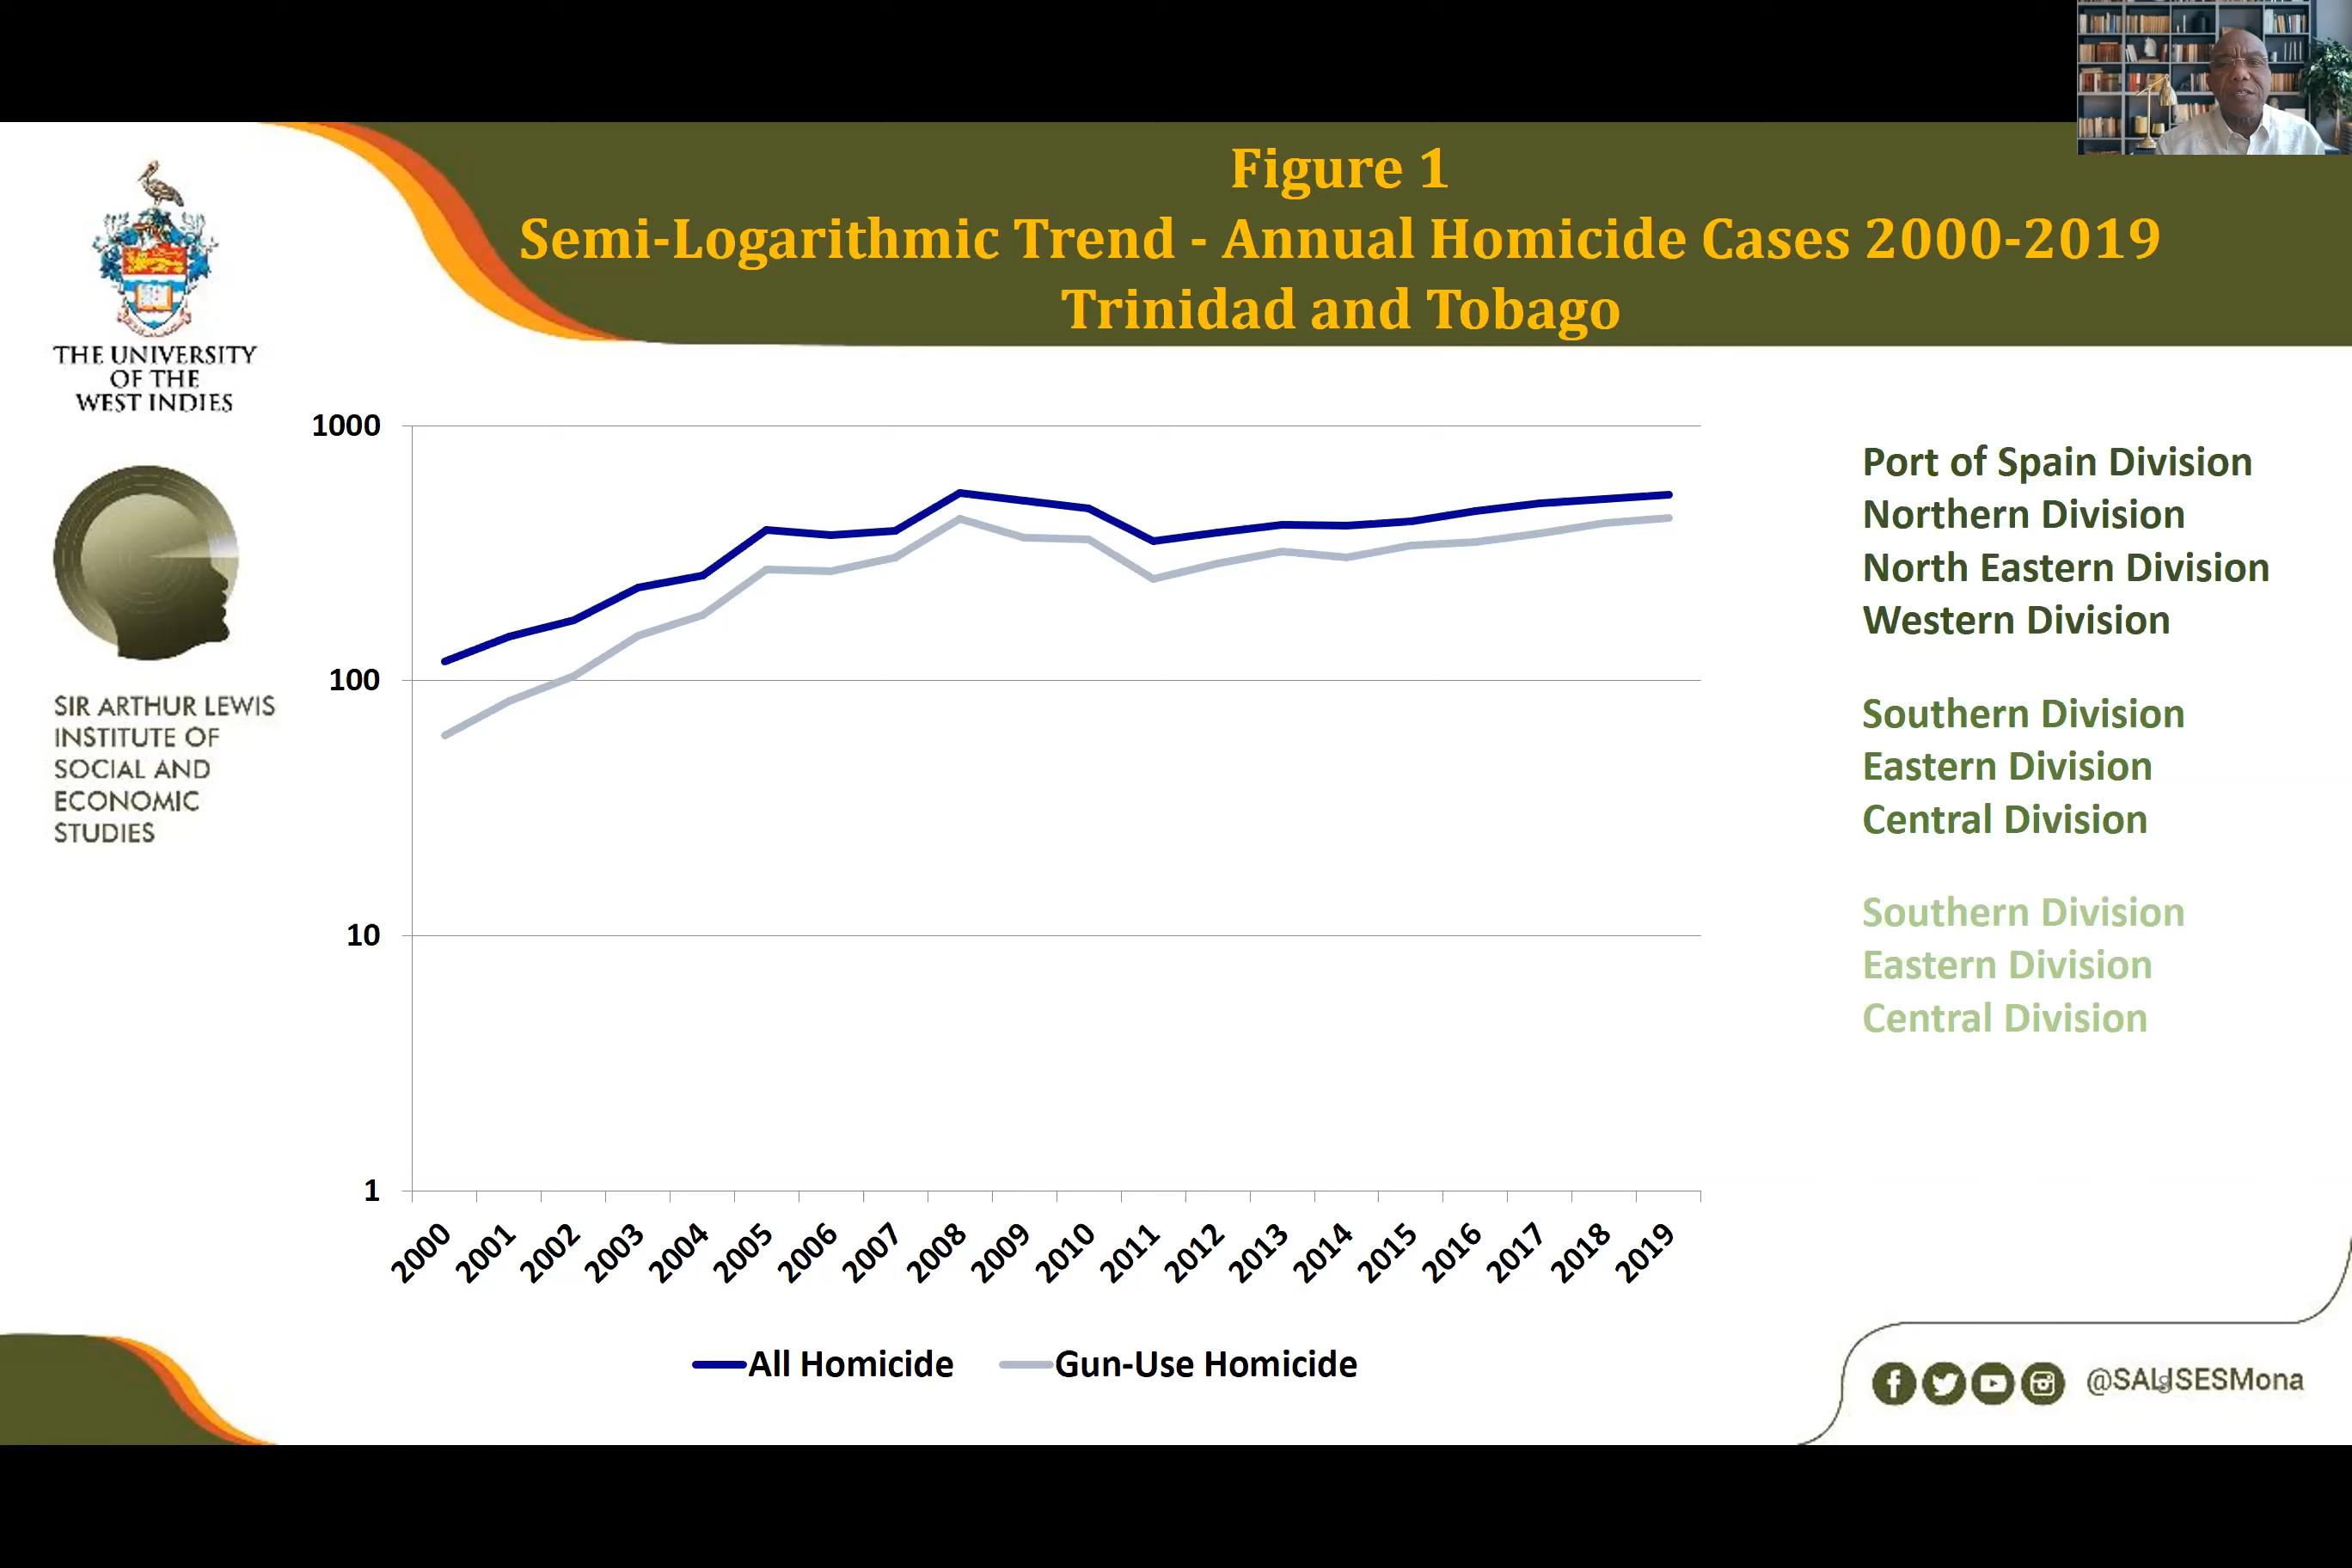 Figure 1
Semi-Logarithmic Trend - Annual Homicide Cases 2000-2019
Trinidad and Tobago
THE UNIVERSITY
OF THE
WEST INDIES
SIR ARTHUR LEWIS
INSTITUTE OF
SOCIAL AND
ECONOMIC
STUDIES
1000
100
10
1
2000
2001
2002
2003
2004
2005
2006
2007
2008
2009
2010
2011
2012
2013
2014
2015
2016
2017
2018
2019
All Homicide
Gun-Use Homicide
Port of Spain Division
Northern Division
North Eastern Division
Western Division
Southern Division
Eastern Division
Central Division
Southern Division
Eastern Division
Central Division
@SALISESMona